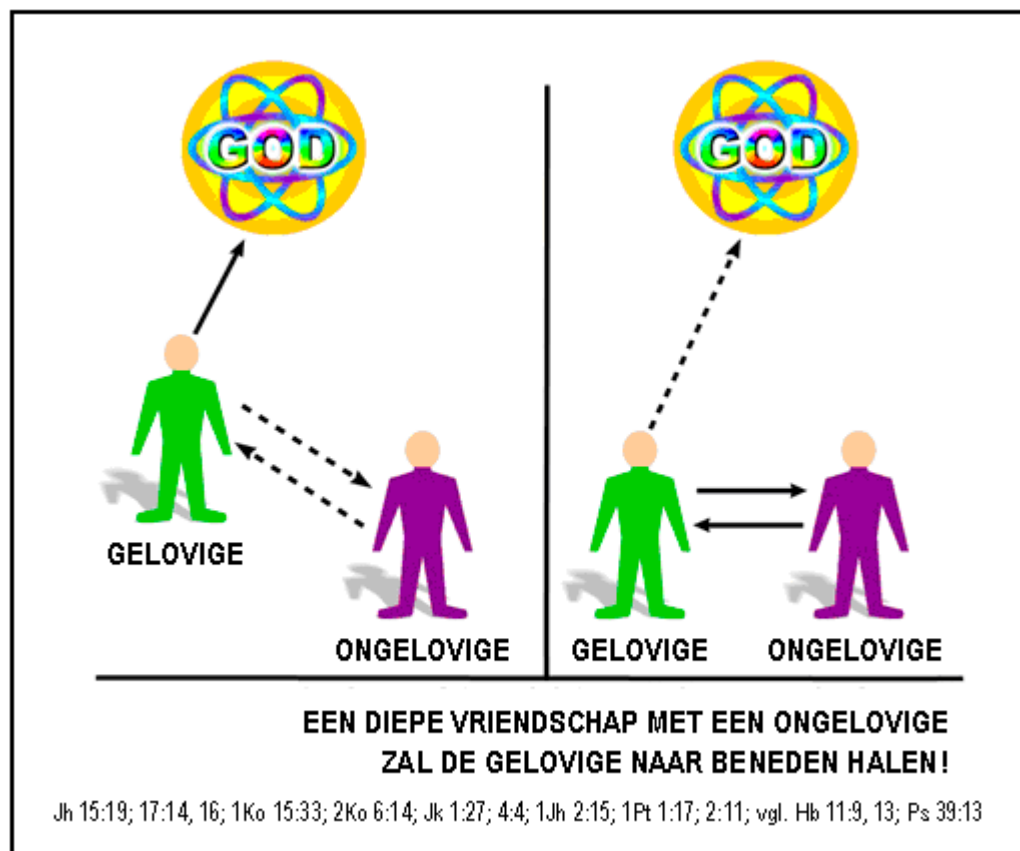 GOD
GOD
GELOVIGE
ONGELOVIGE
GELOVIGE ONGELOVIGE
EEN DIEPE VRIENDSCHAP MET EEN ONGELOVIGE
ZAL DE GELOVIGE NAAR BENEDEN HALEN!
Jh 15:19; 17:14, 16; 1Ko 15:33; 2Ko 6:14; Jk 1:27; 4:4; 1Jh 2:15; 1Pt 1:17; 2:11; vgl. Hb 11:9, 13; Ps 39:13